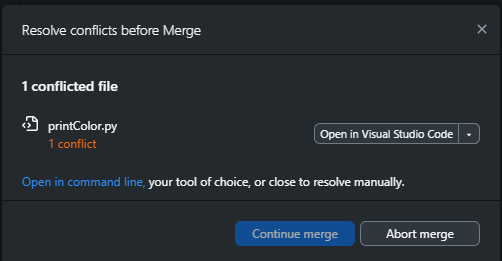 Resolve conflicts before Merge
1 conflicted file
printColor.py
1 conflict
Open in Visual Studio Code
Open in command line, your tool of choice, or close to resolve manually.
Continue merge
Abort merge